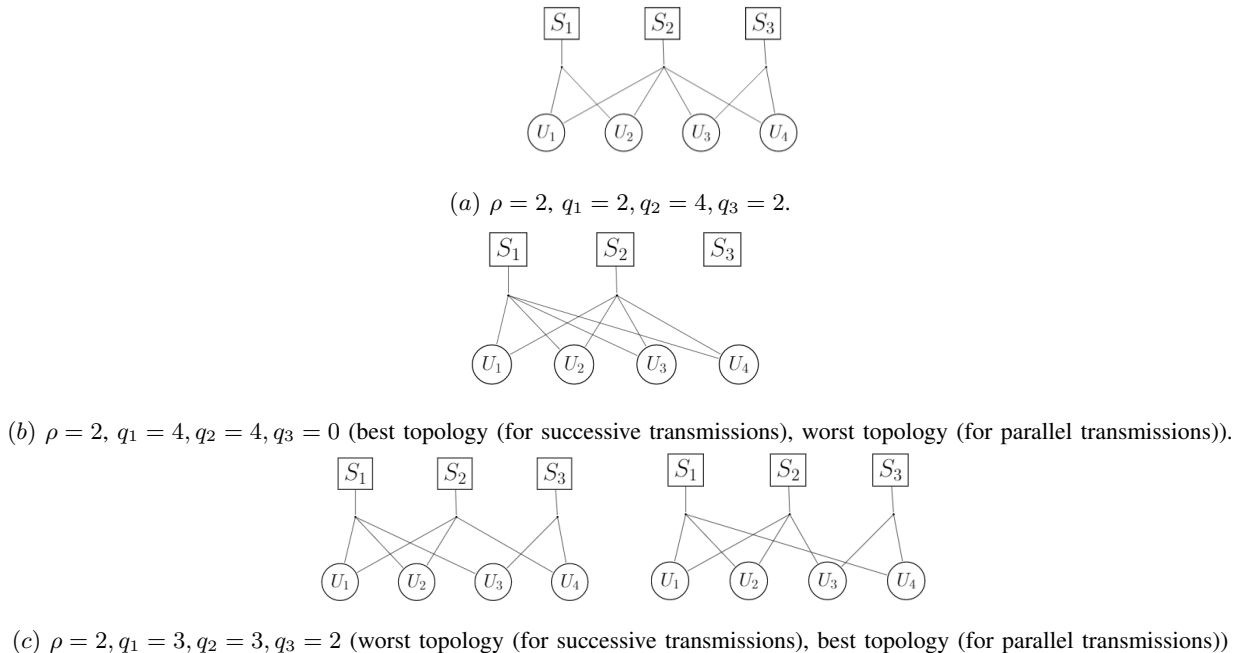 S₁ S₂ S₃
U₁ U₂ U₃ U₄
(a) ρ = 2, q₁ = 2, q₂ = 4, q₃ = 2.
S₁ S₂ S₃
U₁ U₂ U₃ U₄
(b) ρ = 2, q₁ = 4, q₂ = 4, q₃ = 0 (best topology (for successive transmissions), worst topology (for parallel transmissions)).
S₁ S₂ S₃ S₁ S₂ S₃
U₁ U₂ U₃ U₄ U₁ U₂ U₃ U₄
(c) ρ = 2, q₁ = 3, q₂ = 3, q₃ = 2 (worst topology (for successive transmissions), best topology (for parallel transmissions))